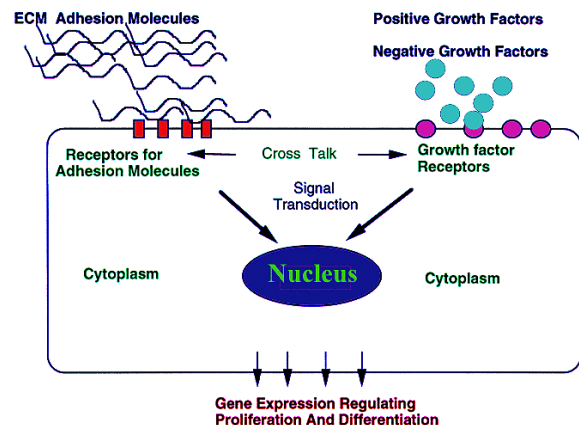 ECM Adhesion Molecules
Positive Growth Factors
Negative Growth Factors
Receptors for
Adhesion Molecules
Cross Talk
Growth factor
Receptors
Signal
Transduction
Nucleus
Cytoplasm
Cytoplasm
Gene Expression Regulating
Proliferation And Differentiation